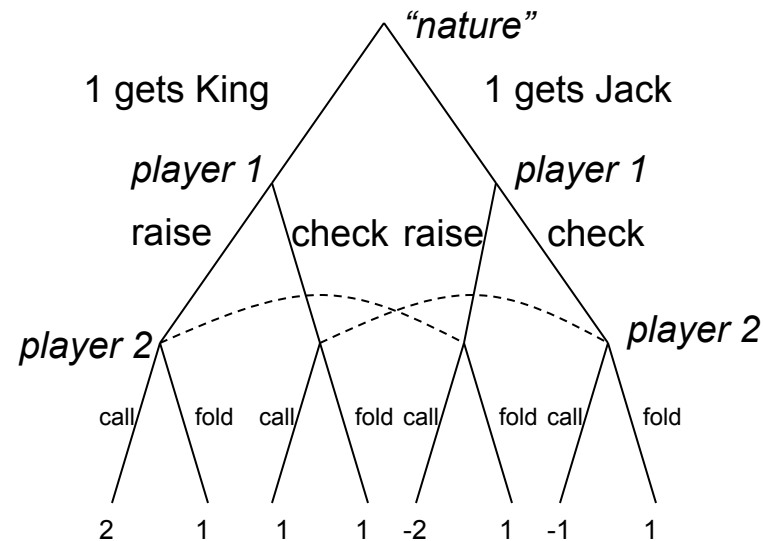 “nature”
1 gets King 1 gets Jack
player 1 player 1
raise check raise check
player 2 player 2
call fold call fold call fold call fold
2 1 1 1 -2 1 -1 1